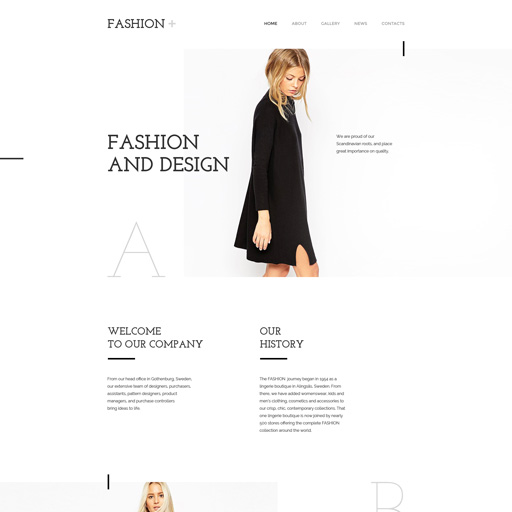 FASHION +
HOME ABOUT GALLERY NEWS CONTACTS
FASHION
AND DESIGN
We are proud of our
Scandinavian roots, and place
great importance on quality.
A
WELCOME
TO OUR COMPANY
From our head office in Gothenburg, Sweden,
our extensive team of designers, purchasers,
assistants, pattern designers, product
managers, and purchase controllers
bring ideas to life.
OUR
HISTORY
The FASHION journey began in 1991 as a
lingerie boutique in Alingsås, Sweden. From
there, we have added womenswear, kids and
men's clothing, cosmetics and accessories to
our crisp, chic, contemporary collections. That
one lingerie boutique is now joined by nearly
500 stores offering the complete FASHION
collection around the world.
B